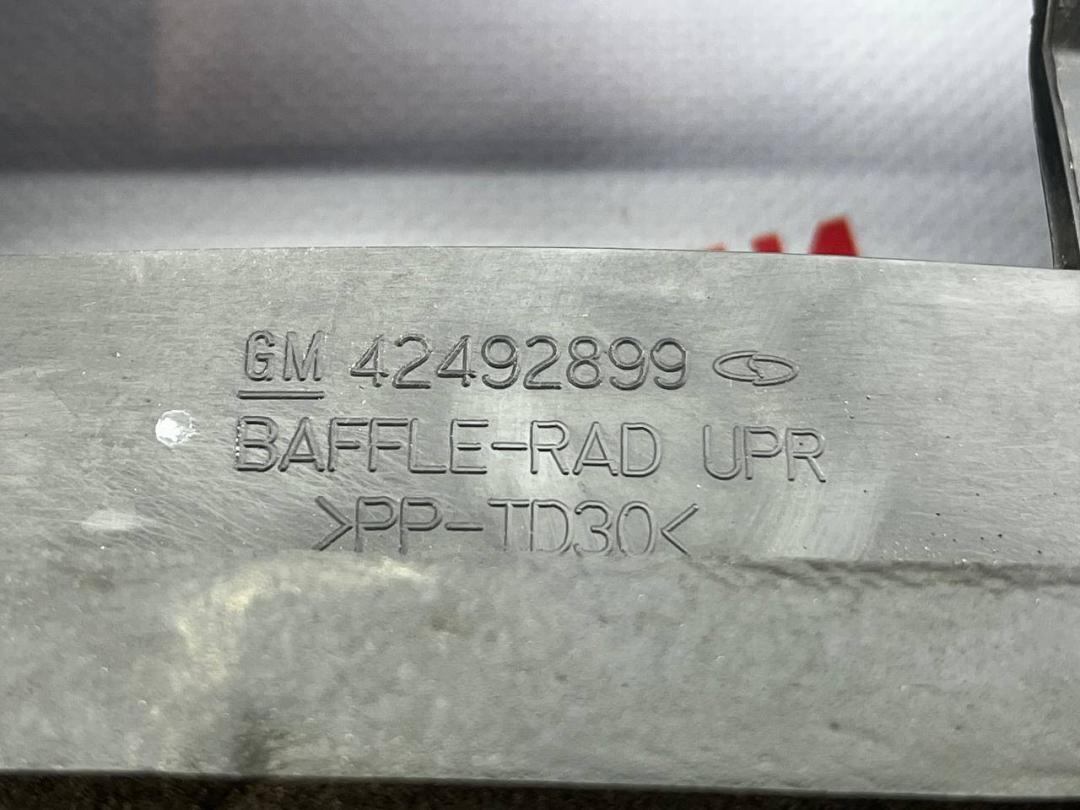 GM 42492899
BAFFLE-RAD UPR
>PP-TD30<